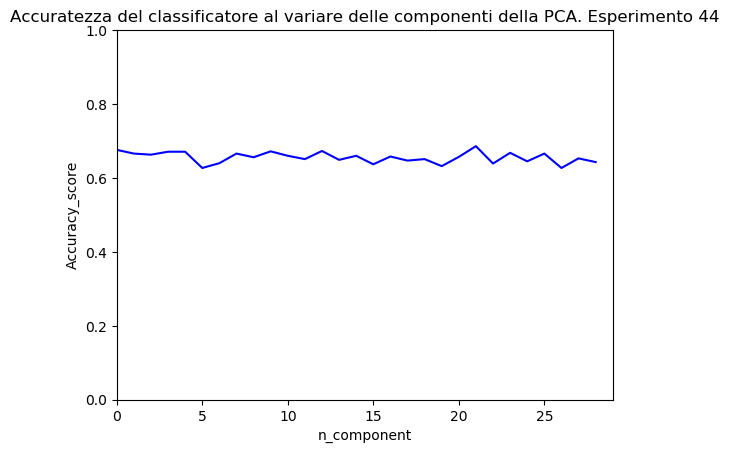 Accuratezza del classificatore al variare delle componenti della PCA. Esperimento 44
1.0
0.8
0.6
0.4
0.2
0.0
Accuracy_score
0 5 10 15 20 25
n_component